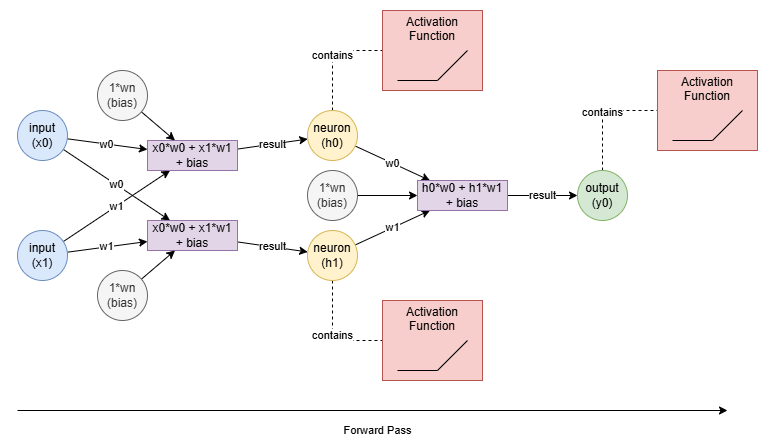 Activation
Function
contains
Activation
Function
1*wn
(bias)
contains
input
(x0)
w0
x0*w0 + x1*w1
+ bias
result
neuron
(h0)
w0
w0
1*wn
(bias)
h0*w0 + h1*w1
+ bias
result
output
(y0)
w1
x0*w0 + x1*w1
+ bias
w1
input
(x1)
w1
result
neuron
(h1)
1*wn
(bias)
Activation
Function
contains
Forward Pass